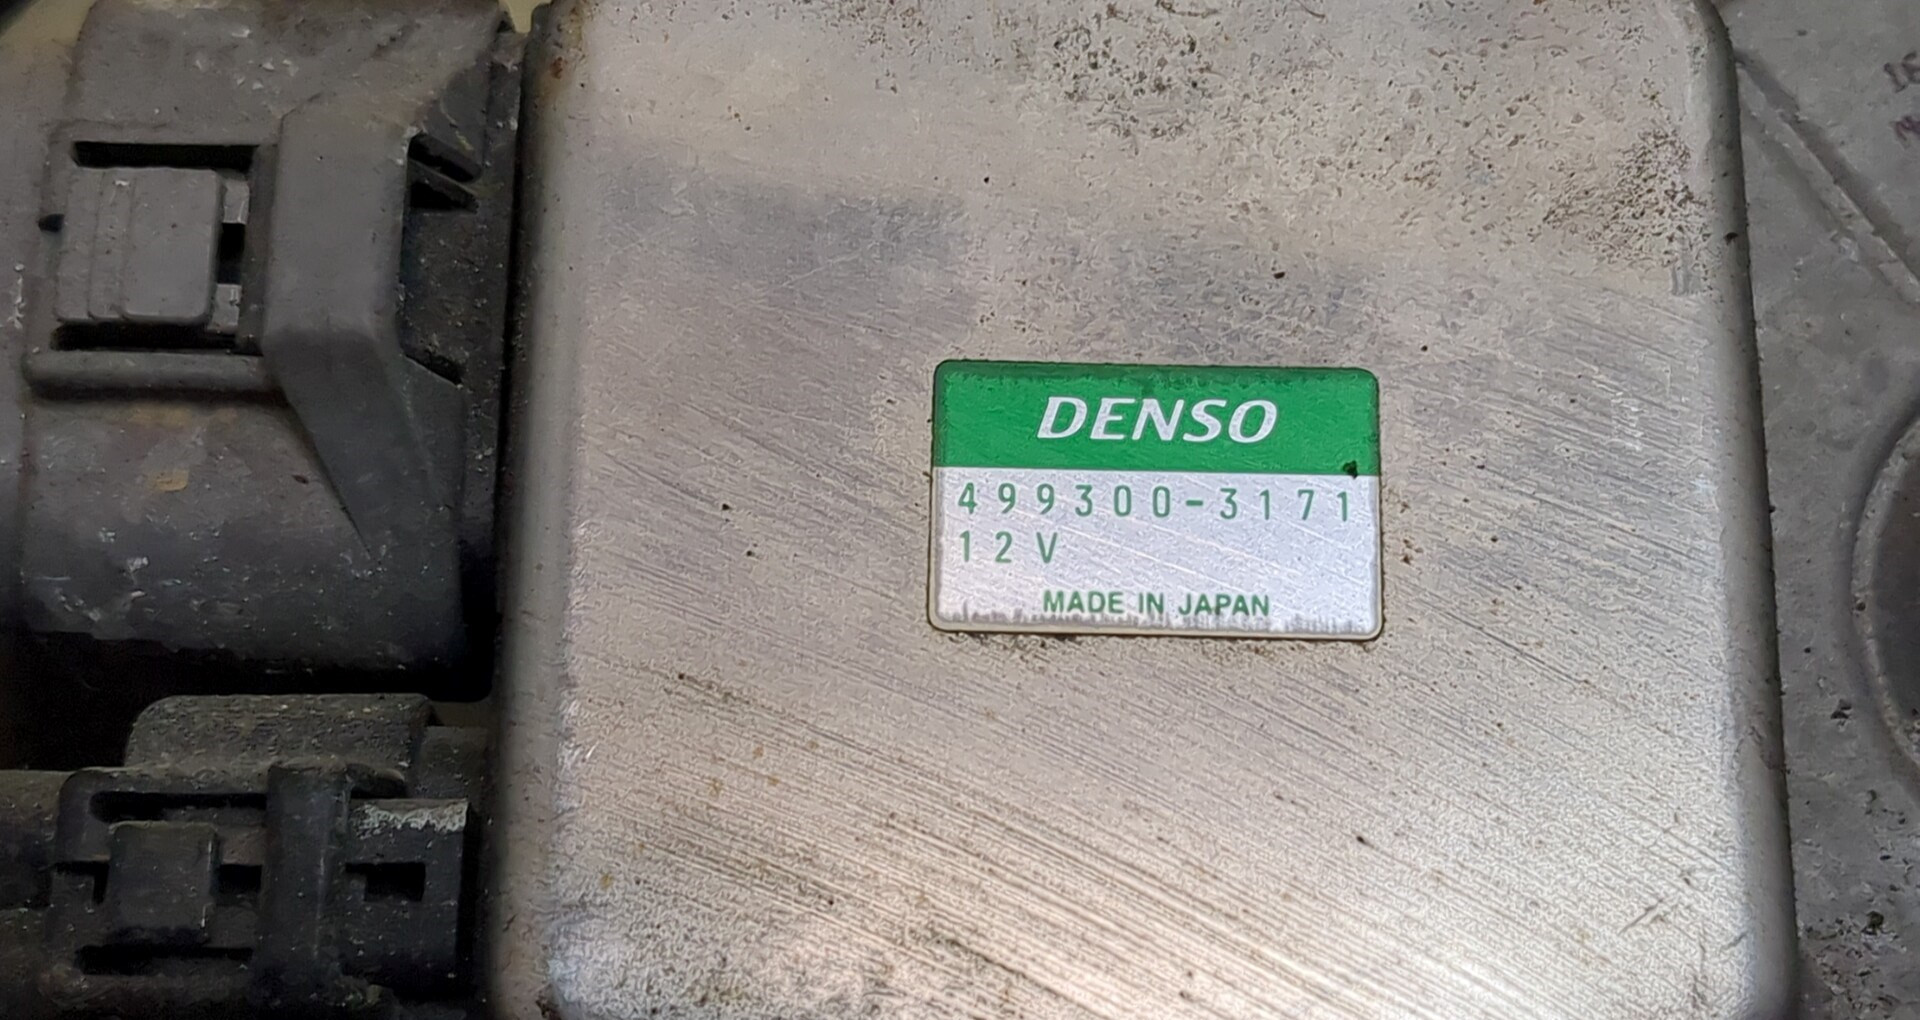 DENSO
499300-3171
12V
MADE IN JAPAN